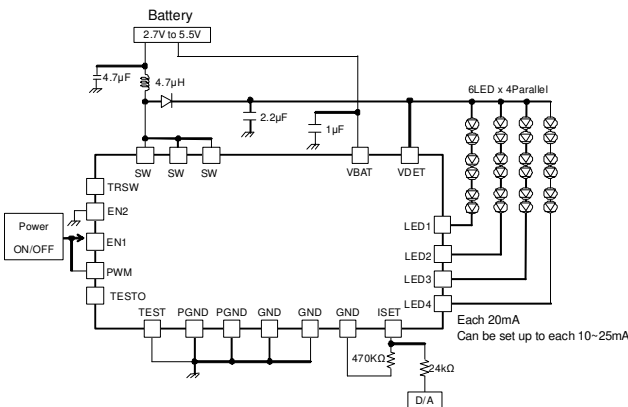 Battery
2.7V to 5.5V
4.7μF
4.7μH
6LED x 4Parallel
2.2μF
1μF
SW
SW
SW
VBAT
VDET
TRSW
EN2
LED1
Power
ON/OFF
EN1
LED2
PWM
LED3
TESTO
LED4
TEST
PGND
PGND
GND
GND
GND
ISET
Each 20mA
Can be set up to each 10~25mA
470KΩ
24kΩ
D/A